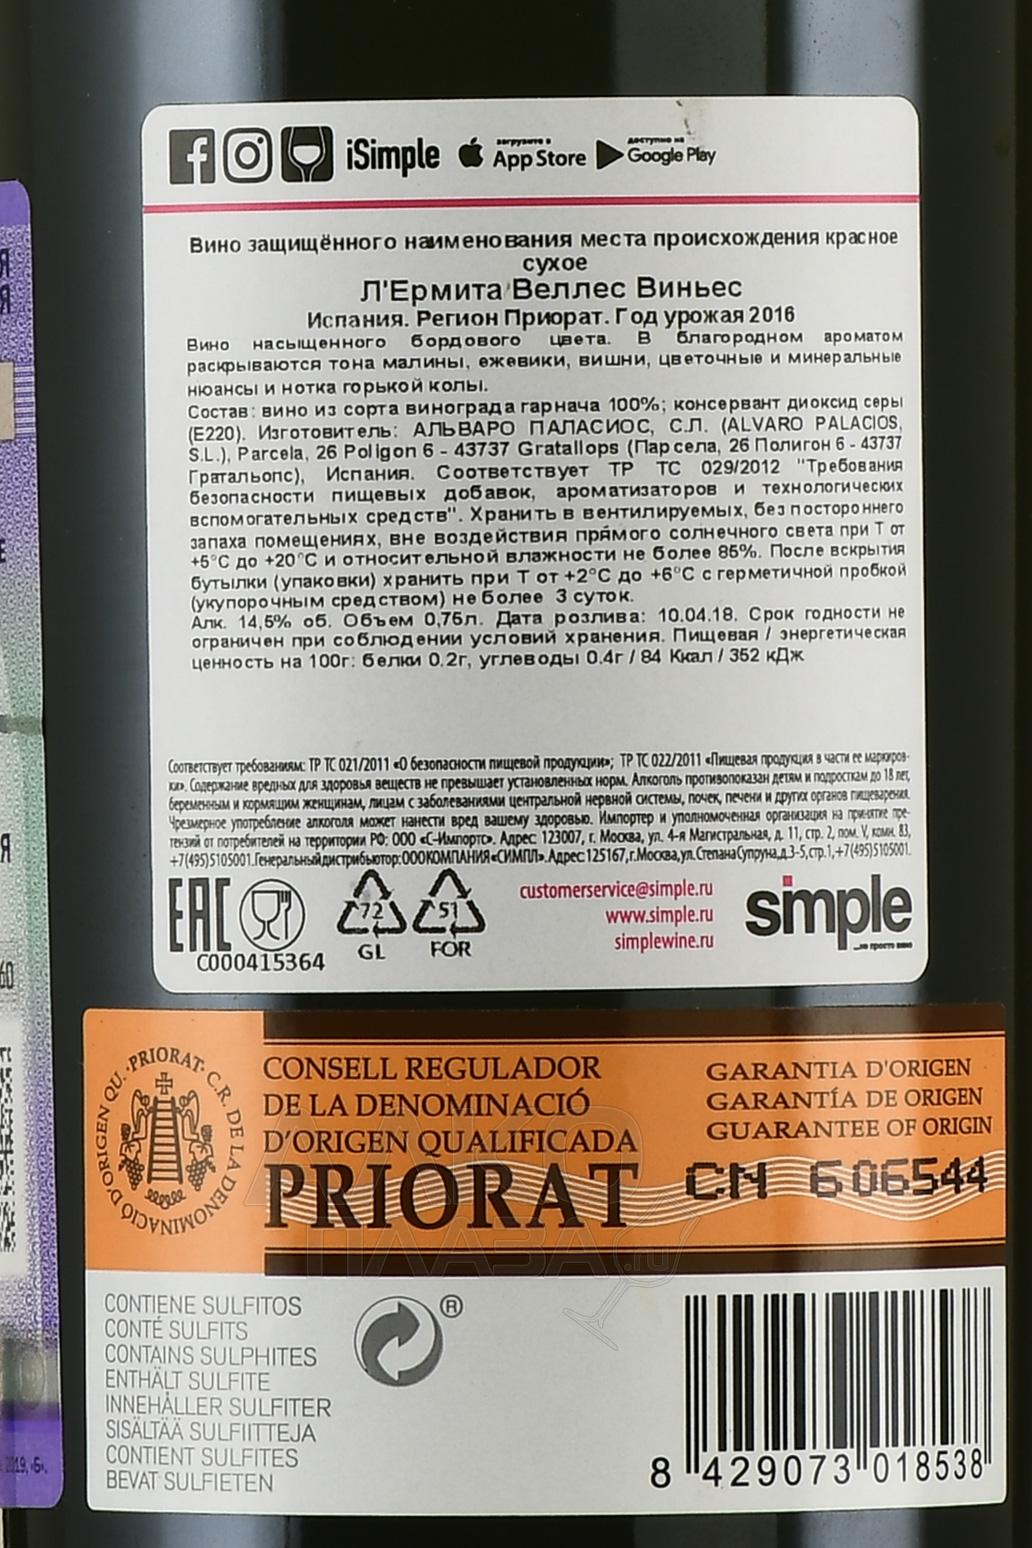 iSimple
загрузите в
App Store
доступно на
Google Play
Вино защищённого наименования места происхождения красное
сухое
Л'Ермита Веллес Виньес
Испания. Регион Приорат. Год урожая 2016
Вино насыщенного бордового цвета. В благородном ароматом
раскрываются тона малины, ежевики, вишни, цветочные и минеральные
нюансы и нотка горькой колы.
Состав: вино из сорта винограда гарнача 100%; консервант диоксид серы
(Е220). Изготовитель: АЛЬВАРО ПАЛАСИОС, С.Л. (ALVARO PALACIOS,
S.L.), Parcela, 26 Poligon 6 - 43737 Gratallops (Парсела, 26 Полигон 6 - 43737
Гратальопс), Испания. Соответствует ТР ТС 029/2012 "Требования
безопасности пищевых добавок, ароматизаторов и технологических
вспомогательных средств". Хранить в вентилируемых, без постороннего
запаха помещениях, вне воздействия прямого солнечного света при Т от
+5°С до +20°С и относительной влажности не более 85%. После вскрытия
бутылки (упаковки) хранить при Т от +2°С до +6°С с герметичной пробкой
(укупорочным средством) не более 3 суток.
Алк. 14,5% об. Объем 0,75л. Дата розлива: 10.04.18. Срок годности не
ограничен при соблюдении условий хранения. Пищевая / энергетическая
ценность на 100г: белки 0.2г, углеводы 0.4г / 84 Ккал / 352 кДж
Соответствует требованиям: ТР ТС 021/2011 «О безопасности пищевой продукции»; ТР ТС 022/2011 «Пищевая продукция в части ее маркиров-
ки». Содержание вредных для здоровья веществ не превышает установленных норм. Алкоголь противопоказан детям и подросткам до 18 лет,
беременным и кормящим женщинам, лицам с заболеваниями центральной нервной системы, почек, печени и других органов пищеварения.
Чрезмерное употребление алкоголя может нанести вред вашему здоровью. Импортер и уполномоченная организация на принятие пре-
тензий от потребителей на территории РФ: ООО «С-Импортс». Адрес: 123007, г. Москва, ул. 4-я Магистральная, д. 11, стр. 2, пом. V, комн. 83,
+7(495)5105001. Генеральный дистрибьютор: ООО КОМПАНИЯ «СИМПЛ». Адрес: 125167, г. Москва, ул. Степана Супруна, д. 3-5, стр. 1, +7(495)5105001.
EAC
C000415364
72
GL
51
FOR
customerservice@simple.ru
www.simple.ru
simplewine.ru
simple
...не просто вино
PRIORAT · C.R. DE LA DENOMINACIÓ D'ORIGEN QU. ·
CONSELL REGULADOR
DE LA DENOMINACIÓ
D'ORIGEN QUALIFICADA
PRIORAT
GARANTIA D'ORIGEN
GARANTÍA DE ORIGEN
GUARANTEE OF ORIGIN
CN 606544
АЛКО
ПЛАЗА.ru
CONTIENE SULFITOS
CONTÉ SULFITS
CONTAINS SULPHITES
ENTHÄLT SULFITE
INNEHÅLLER SULFITER
SISÄLTÄÄ SULFIITTEJA
CONTIENT SULFITES
BEVAT SULFIETEN
®
8 429073 018538
Я
Я
Е
Я
60
2019, «Б».